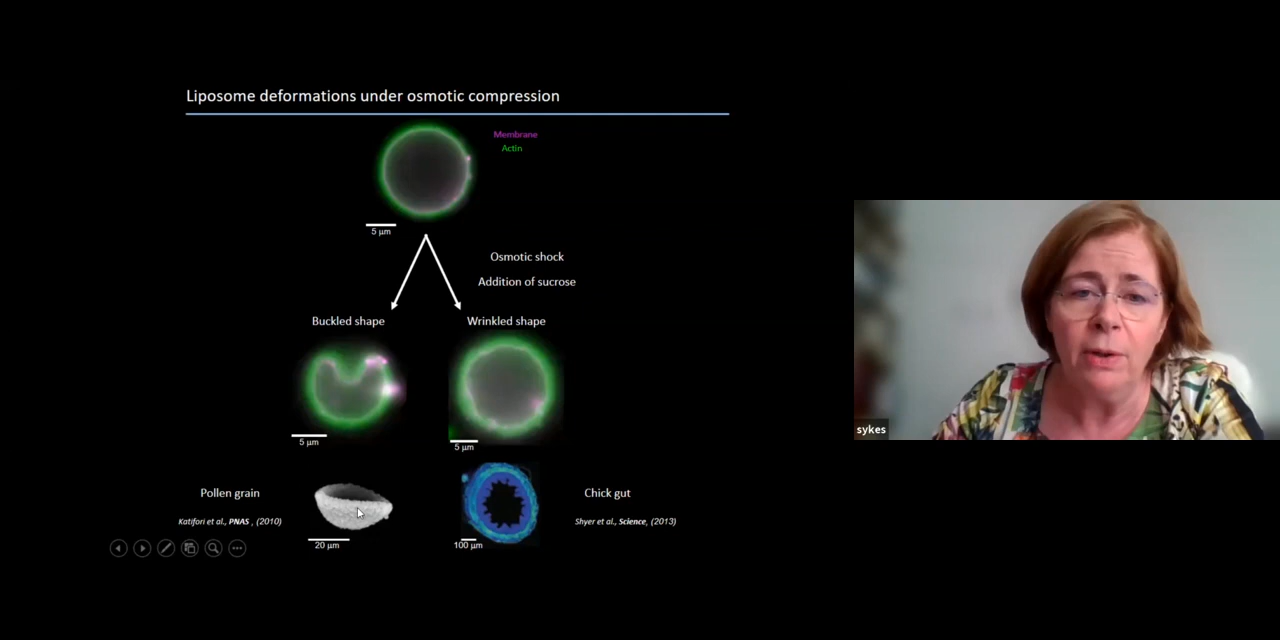 Liposome deformations under osmotic compression
Membrane
Actin
5 µm
Osmotic shock
Addition of sucrose
Buckled shape
Wrinkled shape
5 µm
5 µm
sykes
Pollen grain
Chick gut
Katifori et al., PNAS , (2010)
Shyer et al., Science, (2013)
20 µm
100 µm